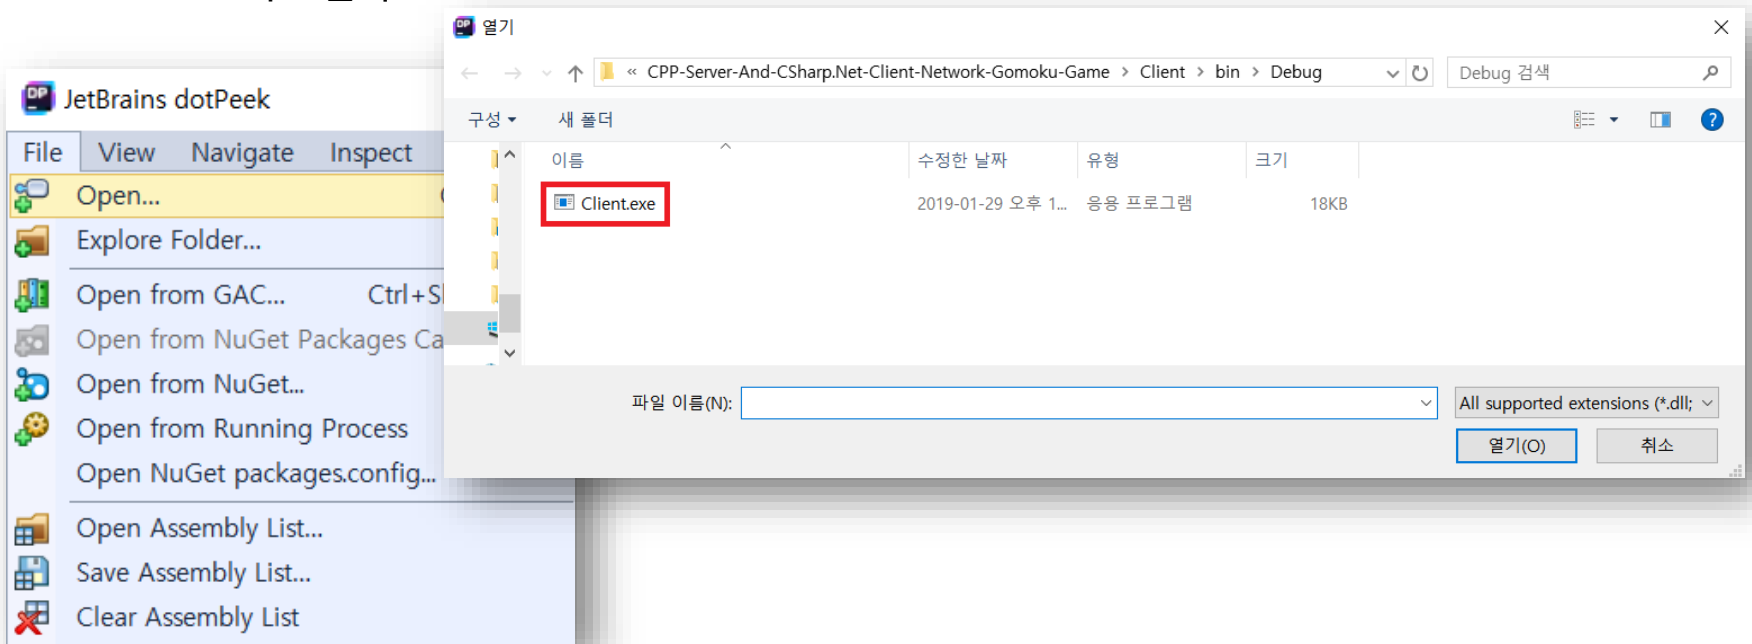 JetBrains dotPeek
File View Navigate Inspect
Open...
Explore Folder...
Open from GAC... Ctrl+S
Open from NuGet Packages Ca
Open from NuGet...
Open from Running Process
Open NuGet packages.config...
Open Assembly List...
Save Assembly List...
Clear Assembly List
열기
« CPP-Server-And-CSharp.Net-Client-Network-Gomoku-Game > Client > bin > Debug
Debug 검색
구성 새 폴더
이름 수정한 날짜 유형 크기
Client.exe 2019-01-29 오후 1... 응용 프로그램 18KB
파일 이름(N):
All supported extensions (*.dll;
열기(O) 취소